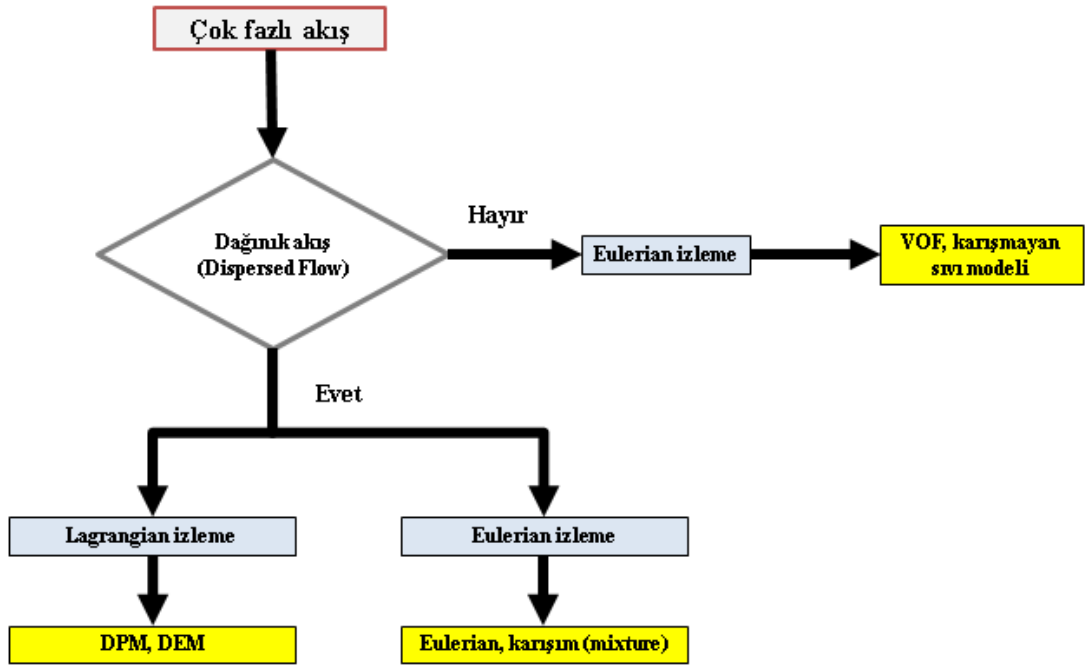 Çok fazlı akış
Dağınık akış
(Dispersed Flow)
Hayır
Eulerian izleme
VOF, karışmayan
sıvı modeli
Evet
Lagrangian izleme
Eulerian izleme
DPM, DEM
Eulerian, karışım (mixture)